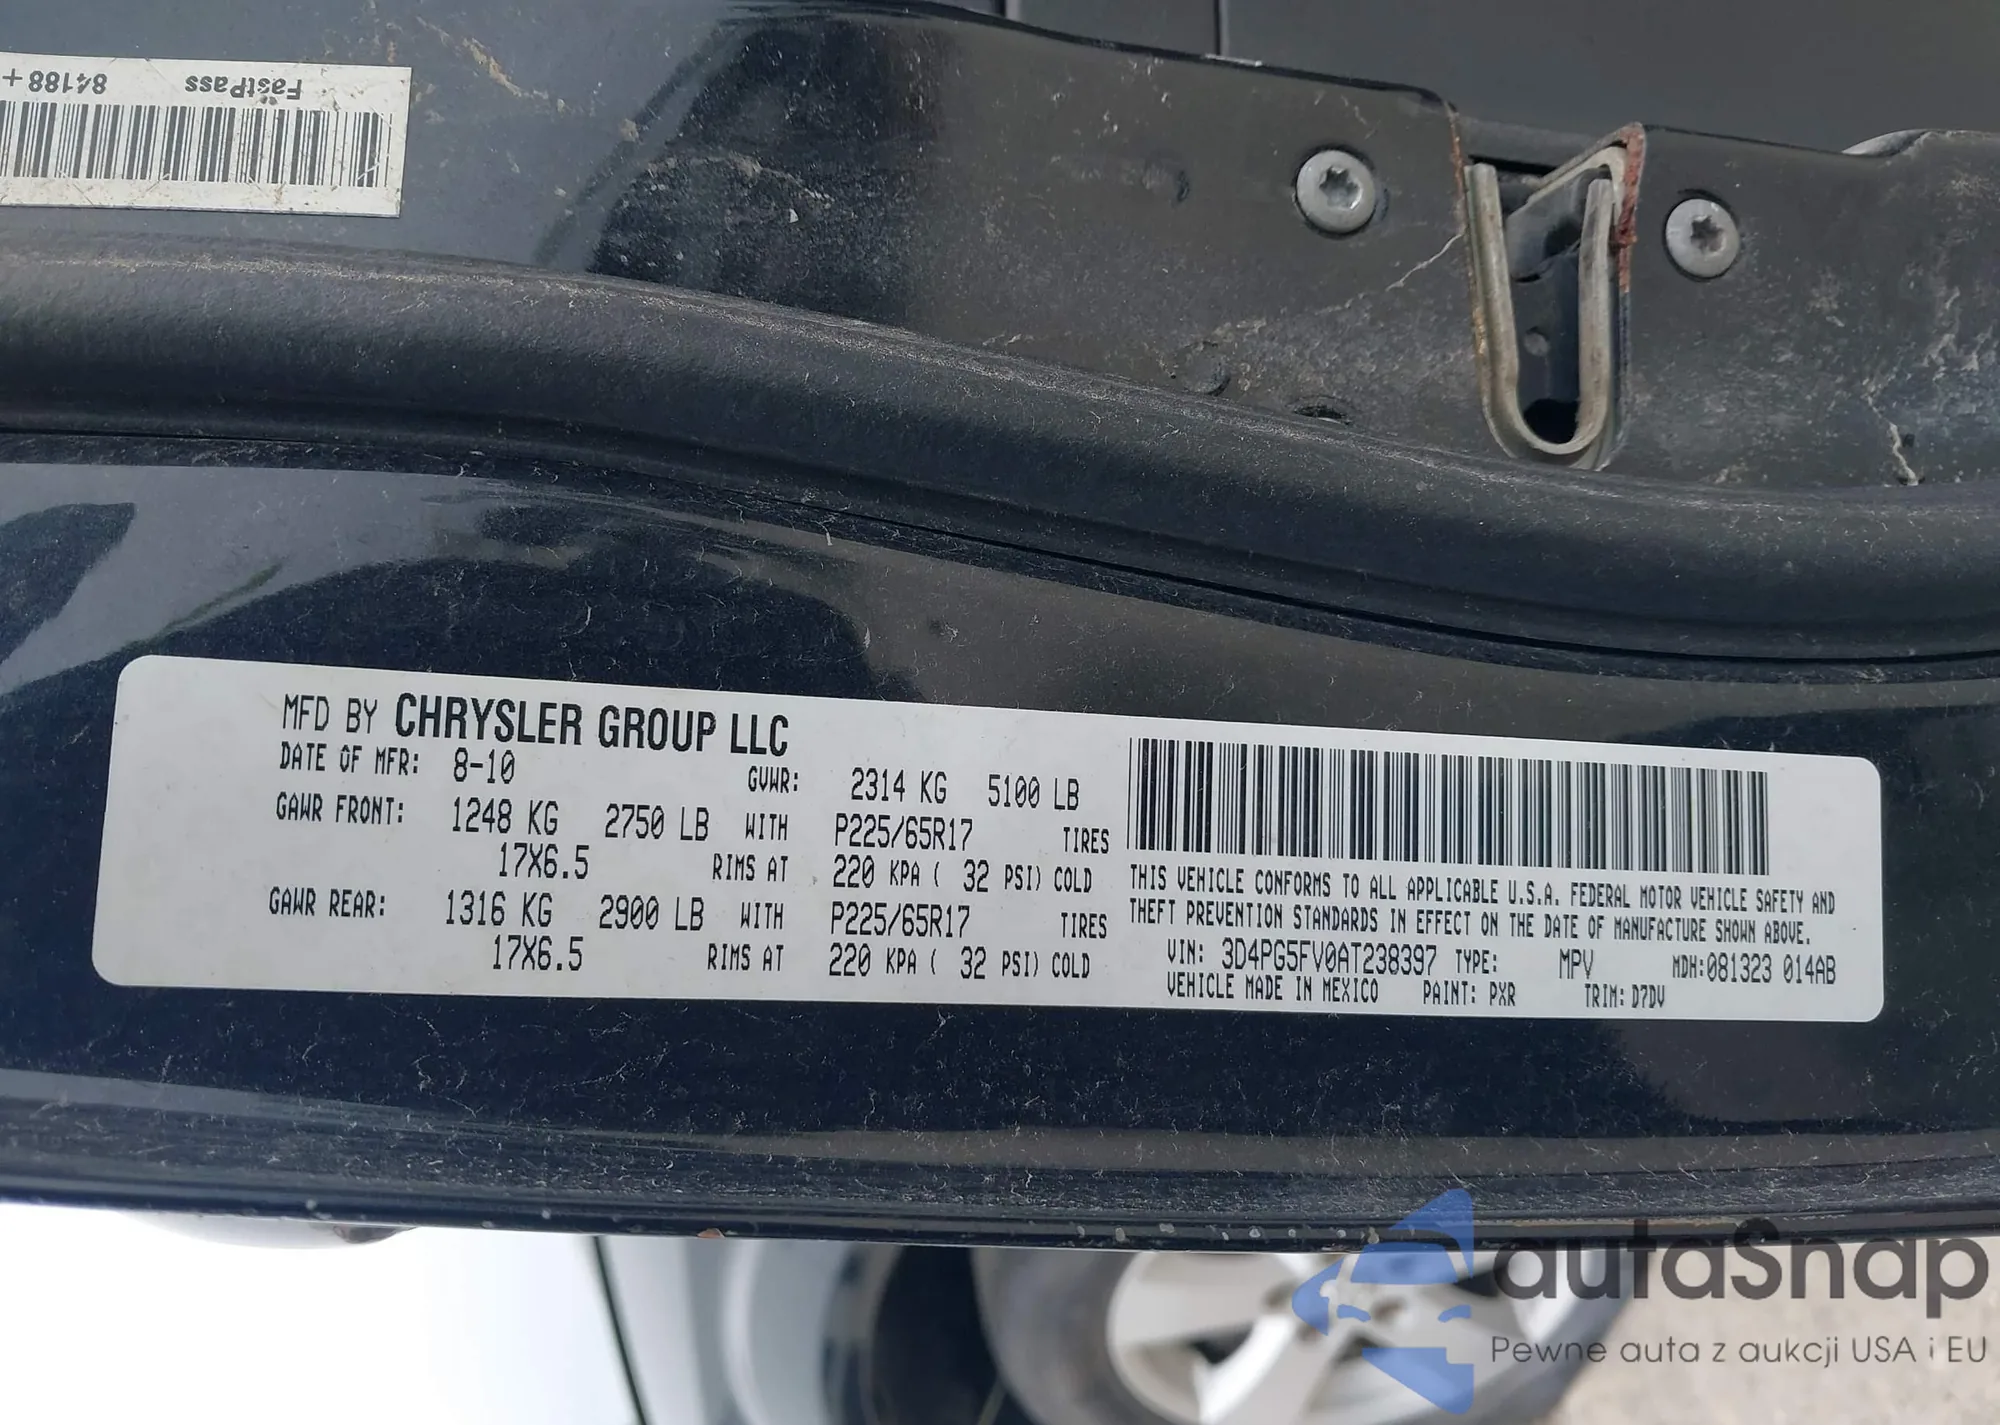 FastPass 84188+
MFD BY CHRYSLER GROUP LLC
DATE OF MFR: 8-10 GVWR: 2314 KG 5100 LB
GAWR FRONT: 1248 KG 2750 LB WITH P225/65R17 TIRES
17X6.5 RIMS AT 220 KPA ( 32 PSI) COLD
GAWR REAR: 1316 KG 2900 LB WITH P225/65R17 TIRES
17X6.5 RIMS AT 220 KPA ( 32 PSI) COLD
THIS VEHICLE CONFORMS TO ALL APPLICABLE U.S.A. FEDERAL MOTOR VEHICLE SAFETY AND
THEFT PREVENTION STANDARDS IN EFFECT ON THE DATE OF MANUFACTURE SHOWN ABOVE.
VIN: 3D4PG5FV0AT238397 TYPE: MPV MDH:081323 014AB
VEHICLE MADE IN MEXICO PAINT: PXR TRIM: D7DV
autaSnap
Pewne auta z aukcji USA i EU